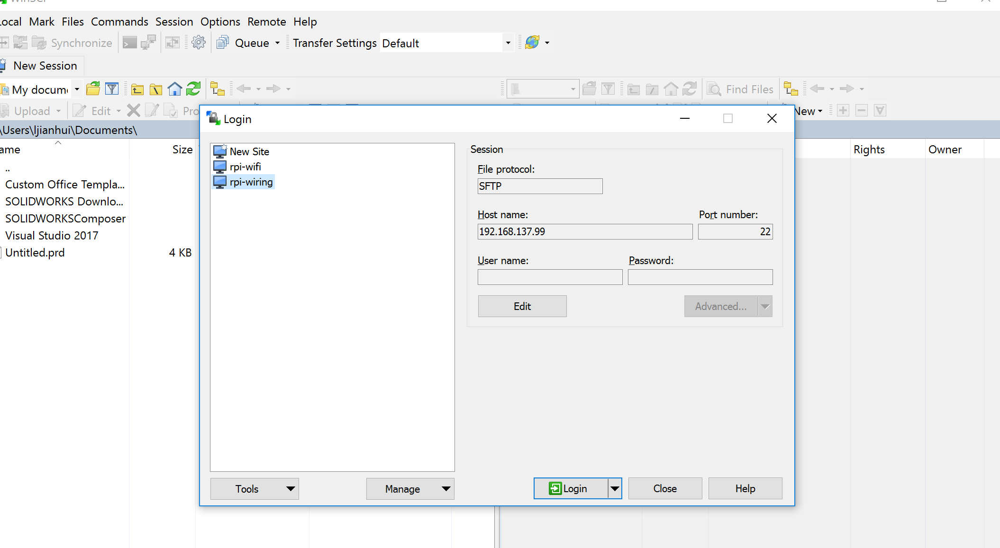 Local Mark Files Commands Session Options Remote Help
Synchronize Queue Transfer Settings Default
New Session
My docum Find Files
Upload Edit Pro New
\Users\ljianhui\Documents\
ame Size Rights Owner
..
Custom Office Templa...
SOLIDWORKS Downlo...
SOLIDWORKSComposer
Visual Studio 2017
Untitled.prd 4 KB
Login
New Site
rpi-wifi
rpi-wiring
Session
File protocol:
SFTP
Host name: Port number:
192.168.137.99 22
User name: Password:
Edit Advanced...
Tools Manage Login Close Help